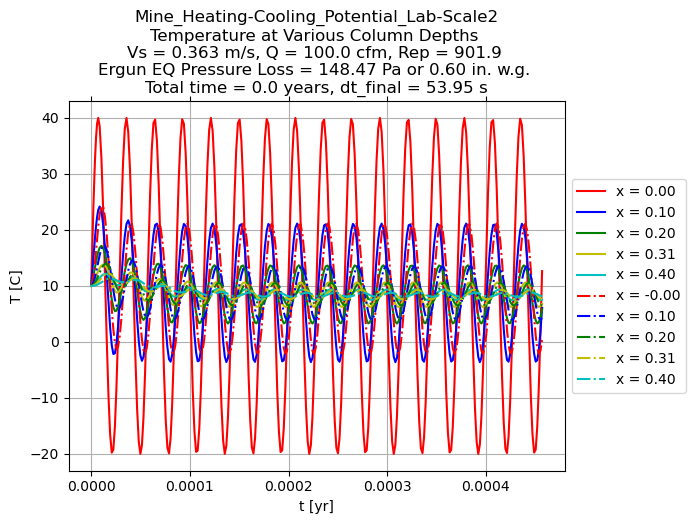 Mine_Heating-Cooling_Potential_Lab-Scale2
Temperature at Various Column Depths
Vs = 0.363 m/s, Q = 100.0 cfm, Rep = 901.9
Ergun EQ Pressure Loss = 148.47 Pa or 0.60 in. w.g.
Total time = 0.0 years, dt_final = 53.95 s
40
30
20
10
0
−10
−20
T [C]
0.0000
0.0001
0.0002
0.0003
0.0004
t [yr]
x = 0.00
x = 0.10
x = 0.20
x = 0.31
x = 0.40
x = -0.00
x = 0.10
x = 0.20
x = 0.31
x = 0.40